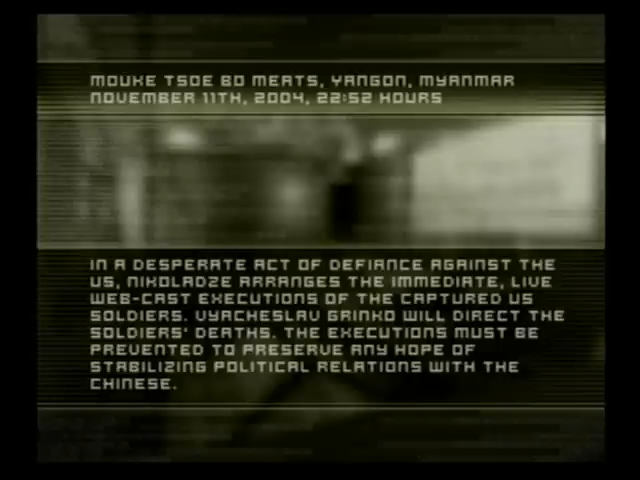 MOUKE TSOE BO MEATS, YANGON, MYANMAR
NOVEMBER 11TH, 2004, 22:52 HOURS
IN A DESPERATE ACT OF DEFIANCE AGAINST THE
US, NIKOLADZE ARRANGES THE IMMEDIATE, LIVE
WEB-CAST EXECUTIONS OF THE CAPTURED US
SOLDIERS. VYACHESLAV GRINKO WILL DIRECT THE
SOLDIERS' DEATHS. THE EXECUTIONS MUST BE
PREVENTED TO PRESERVE ANY HOPE OF
STABILIZING POLITICAL RELATIONS WITH THE
CHINESE.